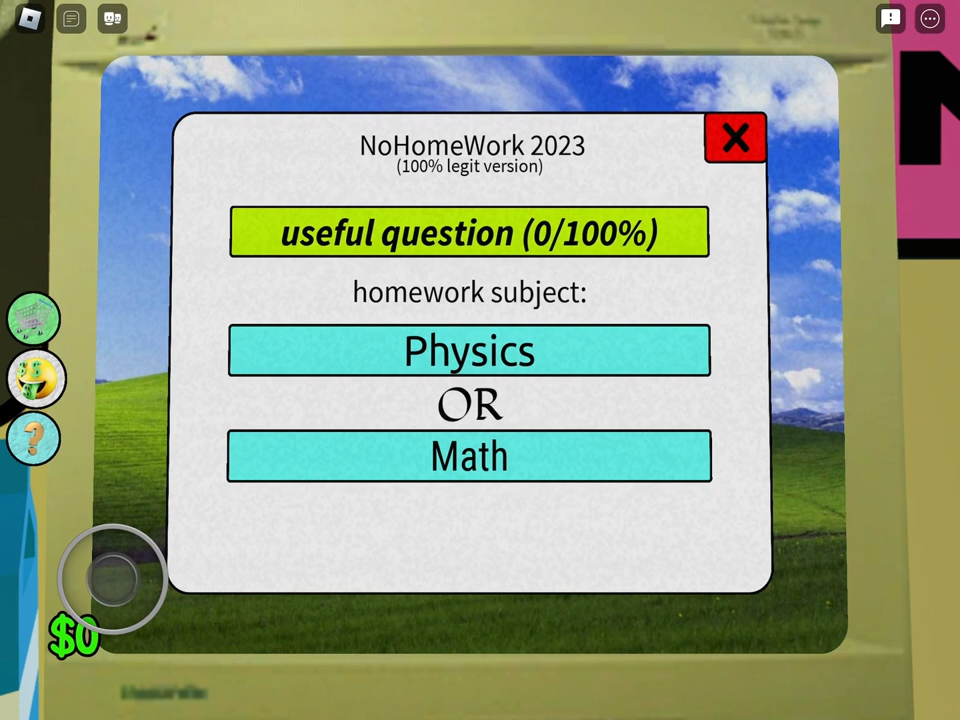 NoHomeWork 2023
(100% legit version)
useful question (0/100%)
homework subject:
Physics
OR
Math
?
$0
N